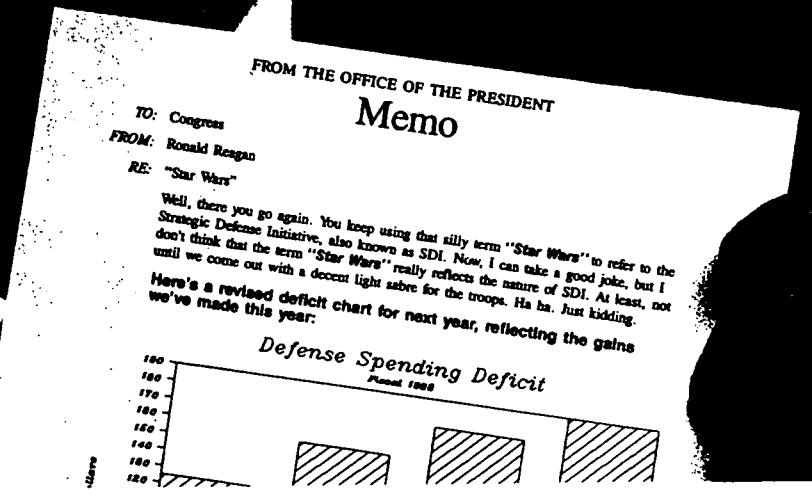 FROM THE OFFICE OF THE PRESIDENT
Memo
TO: Congress
FROM: Ronald Reagan
RE: "Star Wars"
Well, there you go again. You keep using that silly term "Star Wars" to refer to the
Strategic Defense Initiative, also known as SDI. Now, I can take a good joke, but I
don't think that the term "Star Wars" really reflects the nature of SDI. At least, not
until we come out with a decent light sabre for the troops. Ha ha. Just kidding.
Here's a revised deficit chart for next year, reflecting the gains
we've made this year:
Defense Spending Deficit
Fiscal
190
180
170
160
150
140
130
120